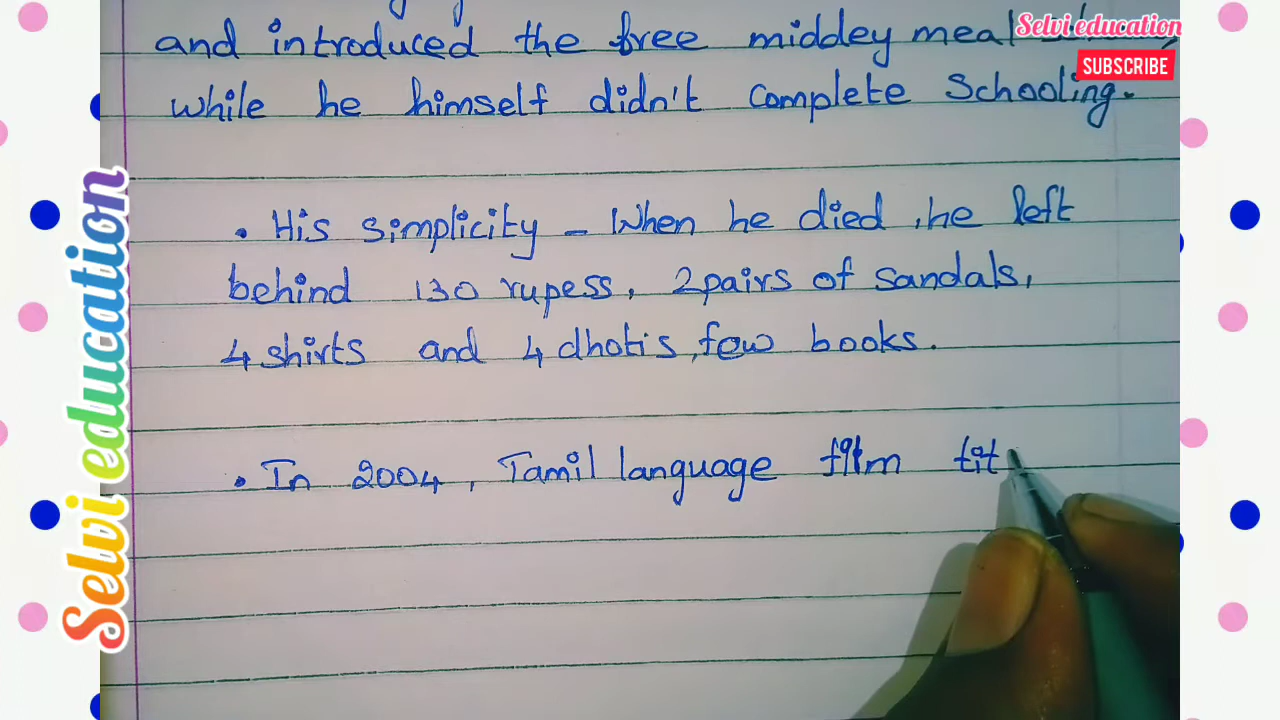 and introduced the free middey meal
Selvi education
SUBSCRIBE
while he himself didn't complete Schooling.
• His simplicity - When he died, he left
behind 130 rupess, 2 pairs of sandals,
4 shirts and 4 dhotis, few books.
• In 2004, Tamil language film tit
Selvi education